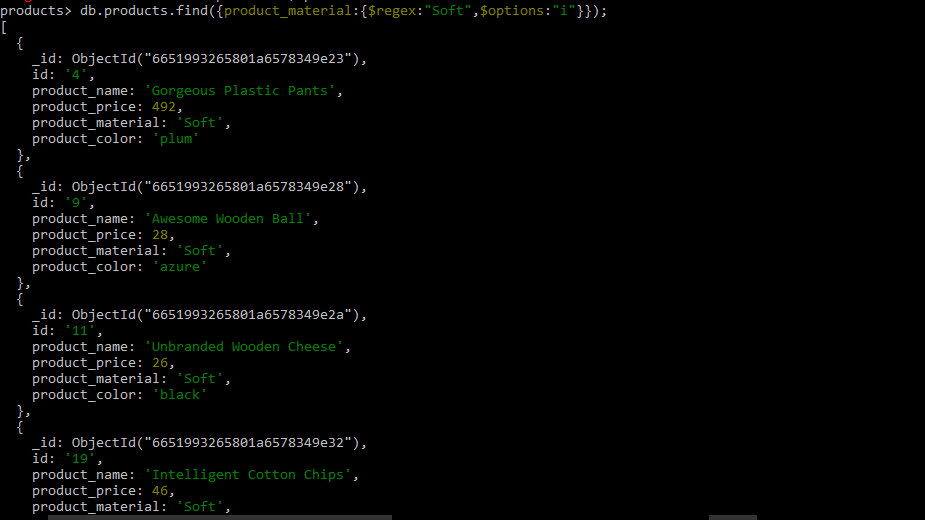 products> db.products.find({product_material:{$regex:"Soft",$options:"i"}});
[
  {
    _id: ObjectId("6651993265801a6578349e23"),
    id: '4',
    product_name: 'Gorgeous Plastic Pants',
    product_price: 492,
    product_material: 'Soft',
    product_color: 'plum'
  },
  {
    _id: ObjectId("6651993265801a6578349e28"),
    id: '9',
    product_name: 'Awesome Wooden Ball',
    product_price: 28,
    product_material: 'Soft',
    product_color: 'azure'
  },
  {
    _id: ObjectId("6651993265801a6578349e2a"),
    id: '11',
    product_name: 'Unbranded Wooden Cheese',
    product_price: 26,
    product_material: 'Soft',
    product_color: 'black'
  },
  {
    _id: ObjectId("6651993265801a6578349e32"),
    id: '19',
    product_name: 'Intelligent Cotton Chips',
    product_price: 46,
    product_material: 'Soft',